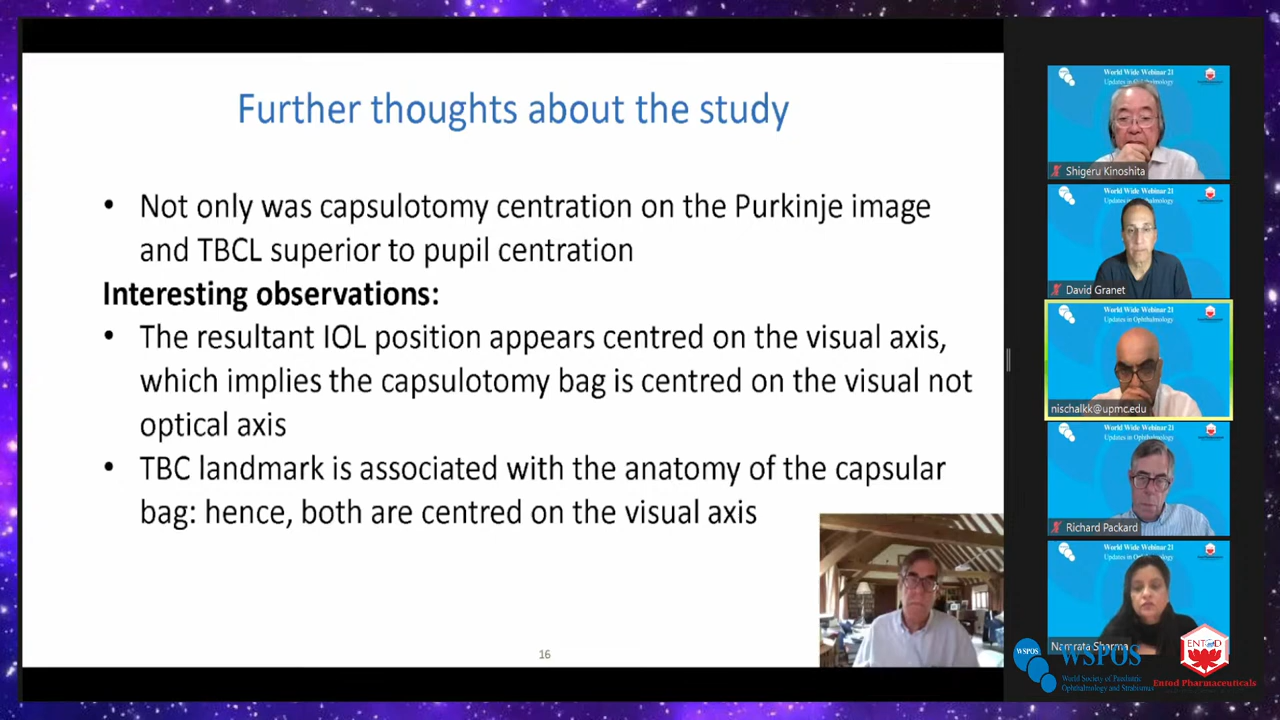 Further thoughts about the study
• Not only was capsulotomy centration on the Purkinje image
and TBCL superior to pupil centration
Interesting observations:
• The resultant IOL position appears centred on the visual axis,
which implies the capsulotomy bag is centred on the visual not
optical axis
• TBC landmark is associated with the anatomy of the capsular
bag: hence, both are centred on the visual axis
16
World Wide Webinar 21
Updates in Ophthalmology
Shigeru Kinoshita
World Wide Webinar 21
Updates in Ophthalmology
David Granet
World Wide Webinar 21
Updates in Ophthalmology
nischalkk@upmc.edu
World Wide Webinar 21
Updates in Ophthalmology
Richard Packard
World Wide Webinar 21
Updates in Ophthalmology
Namrata Sharma
WSPOS
WSPOS
World Society of Paediatric
Ophthalmology and Strabismus
ENTOD
Entod Pharmaceuticals